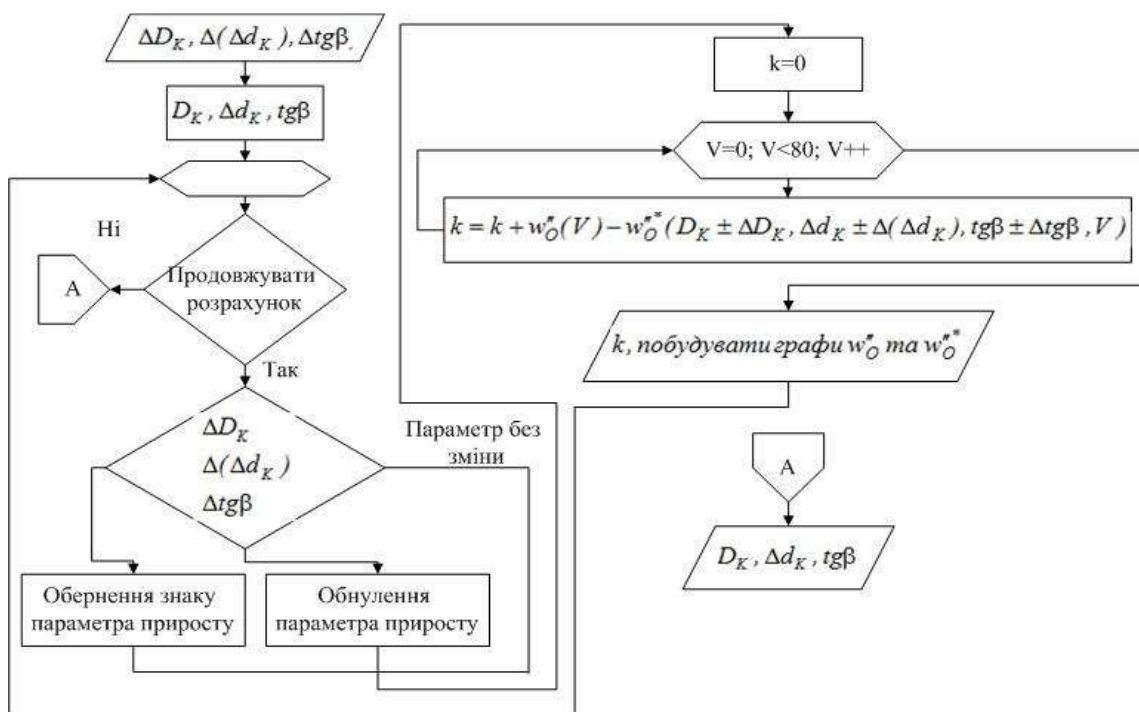 ΔD_K, Δ(Δd_K), Δtgβ
D_K, Δd_K, tgβ
Ні
А
Продовжувати
розрахунок
Так
ΔD_K
Δ(Δd_K)
Δtgβ
Параметр без
зміни
Обернення знаку
параметра приросту
Обнулення
параметра приросту
k=0
V=0; V<80; V++
k = k + w″_O(V) − w″*_O(D_K ± ΔD_K, Δd_K ± Δ(Δd_K), tgβ ± Δtgβ, V)
k, побудувати графи w″_O та w″*_O
А
D_K, Δd_K, tgβ